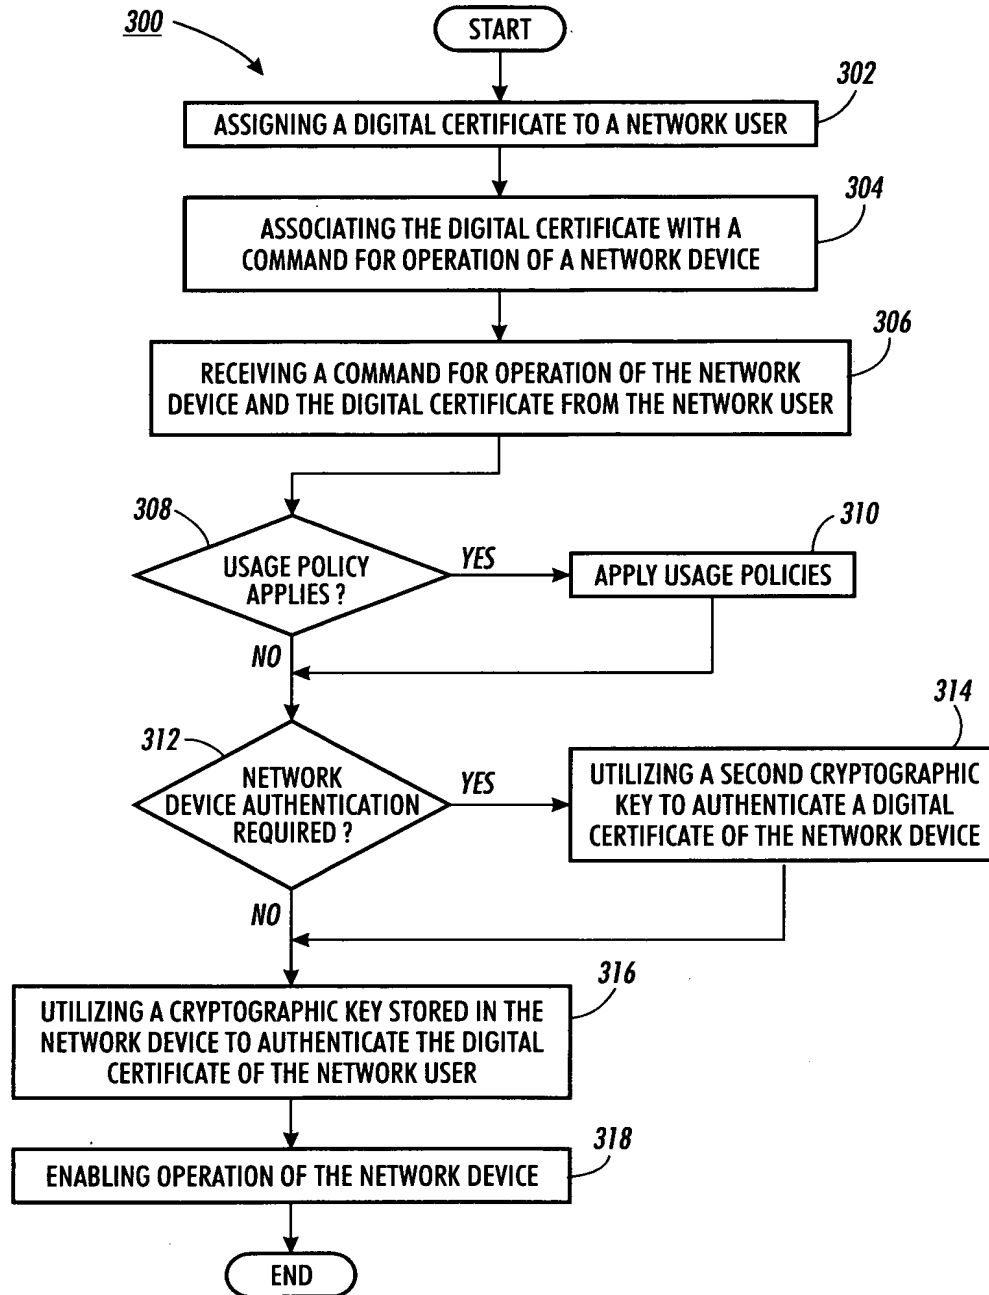 300
START
302
ASSIGNING A DIGITAL CERTIFICATE TO A NETWORK USER
304
ASSOCIATING THE DIGITAL CERTIFICATE WITH A
COMMAND FOR OPERATION OF A NETWORK DEVICE
306
RECEIVING A COMMAND FOR OPERATION OF THE NETWORK
DEVICE AND THE DIGITAL CERTIFICATE FROM THE NETWORK USER
308
USAGE POLICY
APPLIES ?
YES
310
APPLY USAGE POLICIES
NO
312
NETWORK
DEVICE AUTHENTICATION
REQUIRED ?
YES
314
UTILIZING A SECOND CRYPTOGRAPHIC
KEY TO AUTHENTICATE A DIGITAL
CERTIFICATE OF THE NETWORK DEVICE
NO
316
UTILIZING A CRYPTOGRAPHIC KEY STORED IN THE
NETWORK DEVICE TO AUTHENTICATE THE DIGITAL
CERTIFICATE OF THE NETWORK USER
318
ENABLING OPERATION OF THE NETWORK DEVICE
END